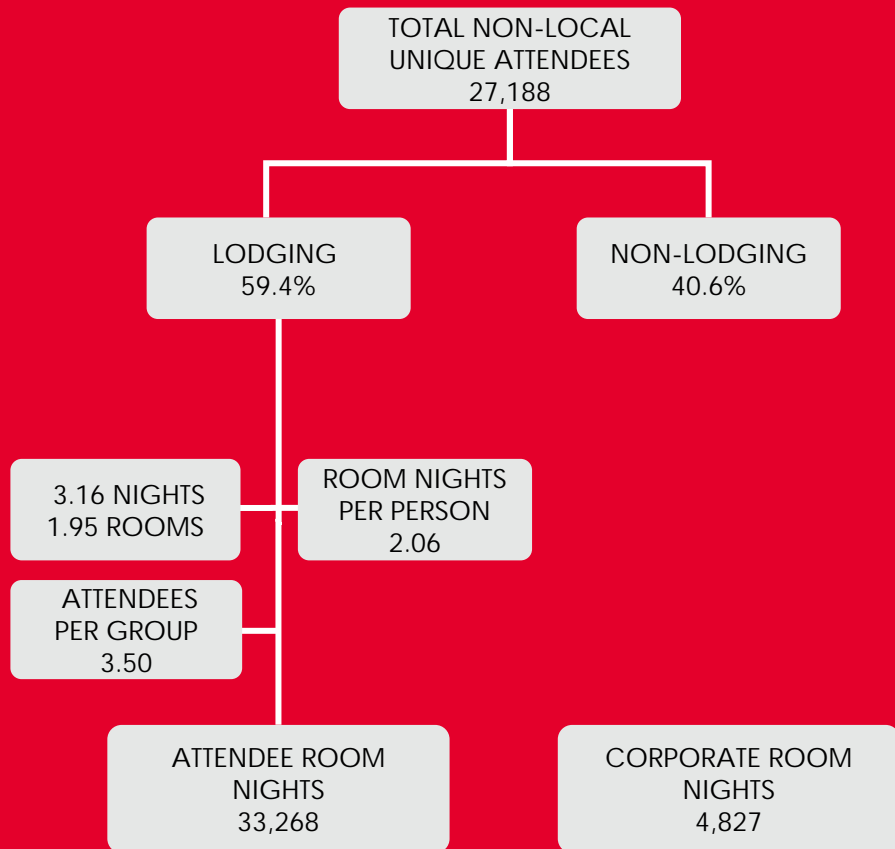 TOTAL NON-LOCAL
UNIQUE ATTENDEES
27,188
LODGING
59.4%
NON-LODGING
40.6%
3.16 NIGHTS
1.95 ROOMS
ROOM NIGHTS
PER PERSON
2.06
ATTENDEES
PER GROUP
3.50
ATTENDEE ROOM
NIGHTS
33,268
CORPORATE ROOM
NIGHTS
4,827